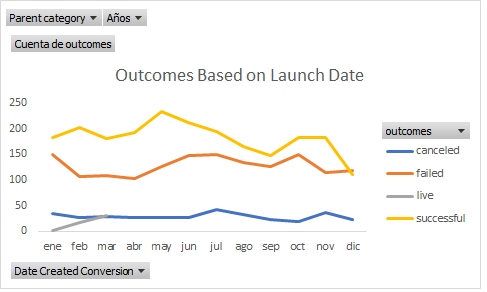 Parent category Años
Cuenta de outcomes
Outcomes Based on Launch Date
250
200
150
100
50
0
ene feb mar abr may jun jul ago sep oct nov dic
outcomes
canceled
failed
live
successful
Date Created Conversion